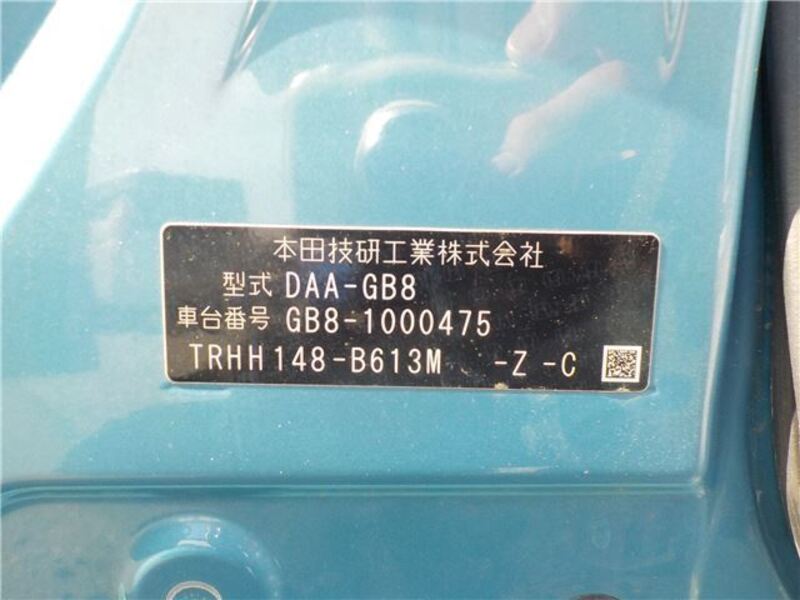 本田技研工業株式会社
型式 DAA-GB8
車台番号 GB8-1000475
TRHH148-B613M -Z -C